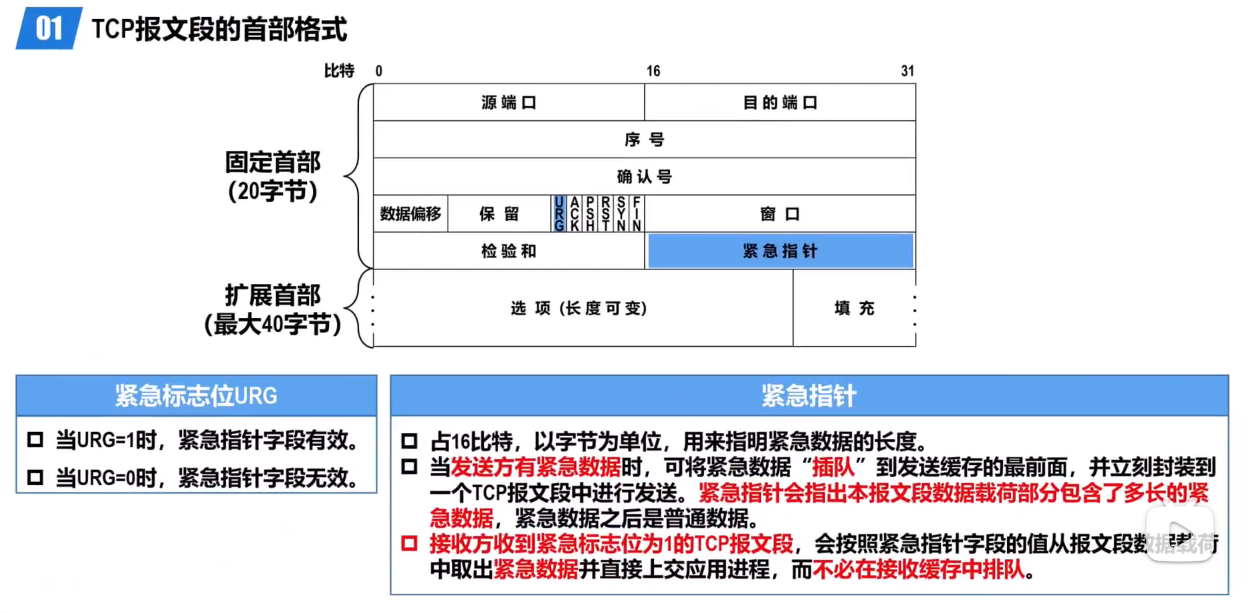 01 TCP报文段的首部格式
比特 0 16 31
源端口 目的端口
序号
确认号
固定首部
(20字节)
数据偏移 保留 URG ACK PSH RST SYN FIN 窗口
检验和 紧急指针
扩展首部
(最大40字节)
选项 (长度可变) 填充
紧急标志位URG
当URG=1时，紧急指针字段有效。
当URG=0时，紧急指针字段无效。
紧急指针
占16比特，以字节为单位，用来指明紧急数据的长度。
当发送方有紧急数据时，可将紧急数据“插队”到发送缓存的最前面，并立刻封装到
一个TCP报文段中进行发送。紧急指针会指出本报文段数据载荷部分包含了多长的紧
急数据，紧急数据之后是普通数据。
接收方收到紧急标志位为1的TCP报文段，会按照紧急指针字段的值从报文段数据载荷
中取出紧急数据并直接上交应用进程，而不必在接收缓存中排队。